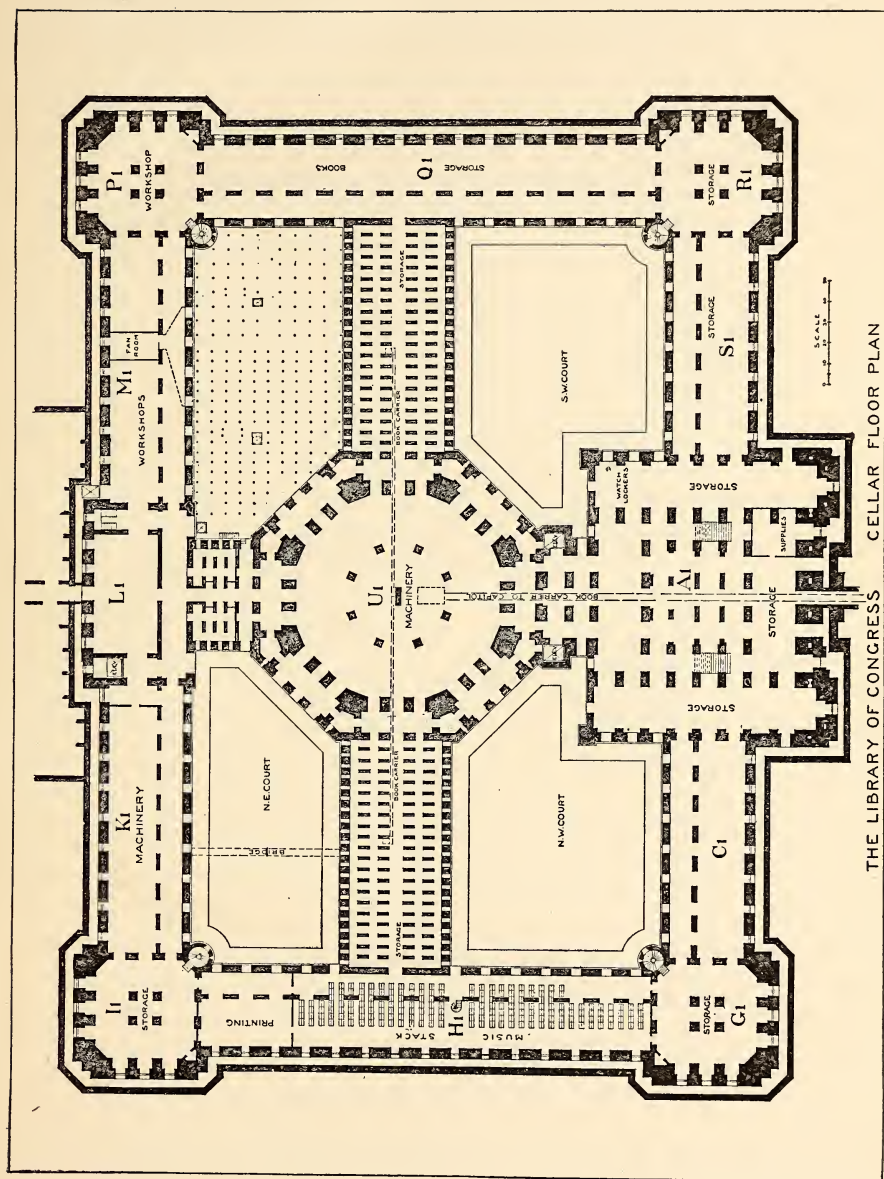 P1
WORKSHOP
BOOKS
Q1
STORAGE
STORAGE
R1
FAN
ROOM
M1
WORKSHOPS
STORAGE
BOOK CARRIER
S.W. COURT
STORAGE
S1
SCALE
WATCH
LOCKERS
STORAGE
SUPPLIES
L1
U1
MACHINERY
BOOK CARRIER TO CAPITOL
A1
STORAGE
STORAGE
K1
MACHINERY
N.E. COURT
BRIDGE
BOOK CARRIER
STORAGE
N.W. COURT
C1
I1
STORAGE
PRINTING
H1
MUSIC
STACK
STORAGE
G1
THE LIBRARY OF CONGRESS CELLAR FLOOR PLAN